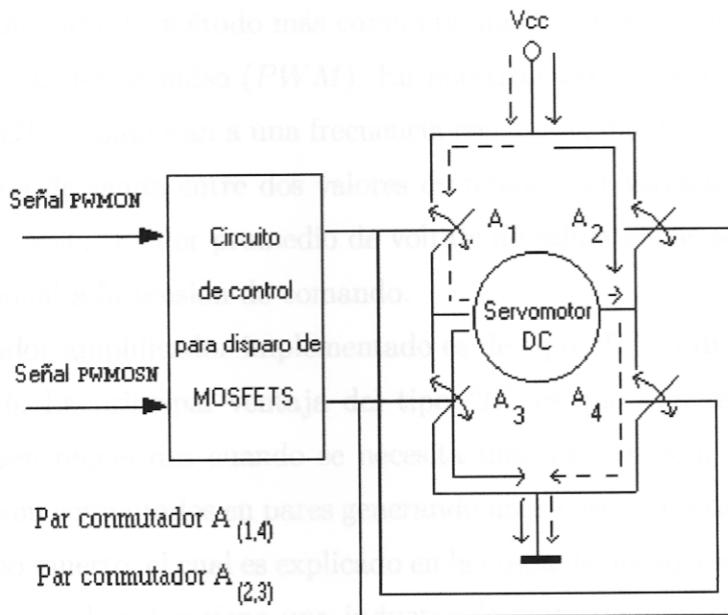 Vcc
Señal PWMON
Circuito
de control
para disparo de
MOSFETS
A1
A2
Servomotor
DC
Señal PWMOSN
A3
A4
Par conmutador A (1,4)
Par conmutador A (2,3)